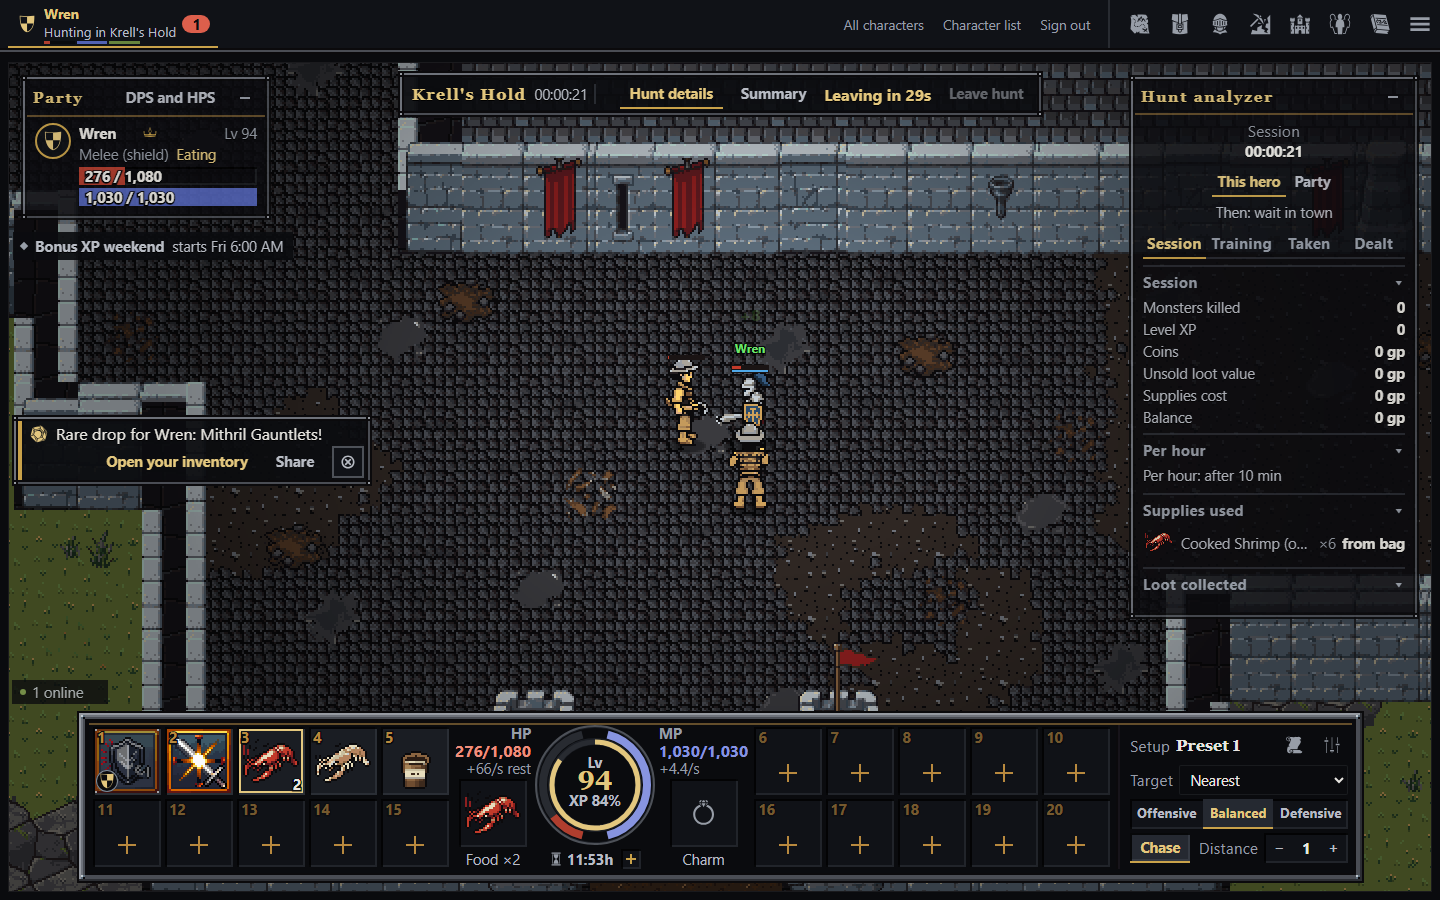 Wren
Hunting in Krell's Hold
1
All characters
Character list
Sign out
Party
DPS and HPS
Wren
Lv 94
Melee (shield) Eating
276 / 1,080
1,030 / 1,030
Bonus XP weekend starts Fri 6:00 AM
Krell's Hold 00:00:21
Hunt details
Summary
Leaving in 29s
Leave hunt
Hunt analyzer
Session
00:00:21
This hero
Party
Then: wait in town
Session
Training
Taken
Dealt
Session
Monsters killed 0
Level XP 0
Coins 0 gp
Unsold loot value 0 gp
Supplies cost 0 gp
Balance 0 gp
Per hour
Per hour: after 10 min
Supplies used
Cooked Shrimp (o... ×6 from bag
Loot collected
Wren
Rare drop for Wren: Mithril Gauntlets!
Open your inventory
Share
1 online
1
2
3
2
4
5
11
12
13
14
15
HP
276/1,080
+66/s rest
Food ×2
Lv
94
XP 84%
11:53h
+
MP
1,030/1,030
+4.4/s
Charm
6
7
8
9
10
16
17
18
19
20
Setup Preset 1
Target Nearest
Offensive
Balanced
Defensive
Chase
Distance
− 1 +